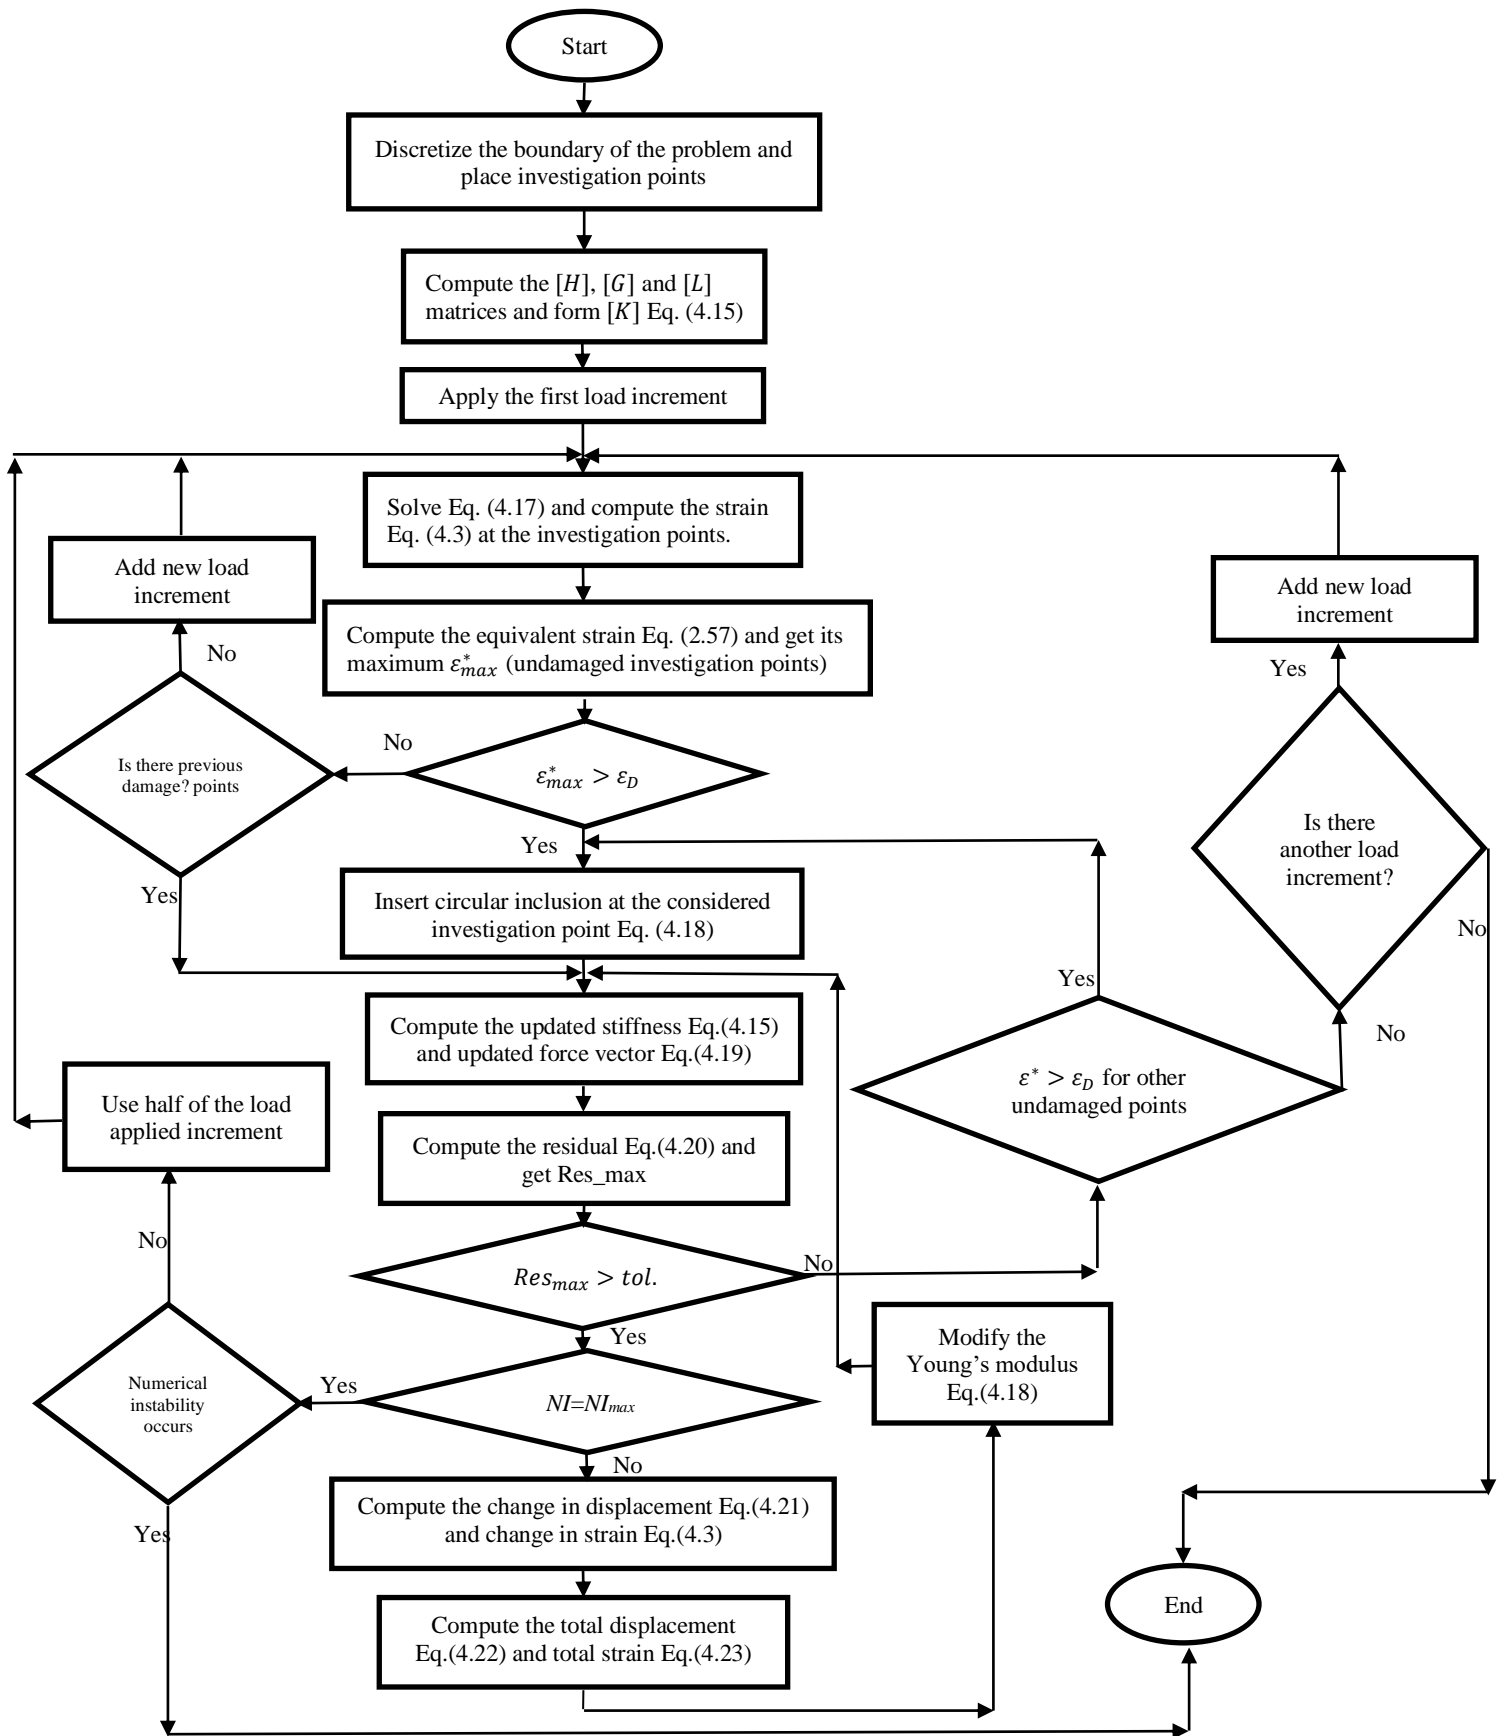 Start
Discretize the boundary of the problem and
place investigation points
Compute the [H], [G] and [L]
matrices and form [K] Eq. (4.15)
Apply the first load increment
Solve Eq. (4.17) and compute the strain
Eq. (4.3) at the investigation points.
Add new load
increment
Add new load
increment
Compute the equivalent strain Eq. (2.57) and get its
maximum ε*max (undamaged investigation points)
No
Yes
No
Is there previous
damage? points
ε*max > εD
Yes
Is there
another load
increment?
Yes
Insert circular inclusion at the considered
investigation point Eq. (4.18)
No
Yes
Compute the updated stiffness Eq.(4.15)
and updated force vector Eq.(4.19)
No
ε* > εD for other
undamaged points
Use half of the load
applied increment
Compute the residual Eq.(4.20) and
get Res_max
No
Resmax > tol.
No
Yes
Modify the
Young's modulus
Eq.(4.18)
Numerical
instability
occurs
Yes
NI=NImax
No
Compute the change in displacement Eq.(4.21)
and change in strain Eq.(4.3)
Yes
End
Compute the total displacement
Eq.(4.22) and total strain Eq.(4.23)